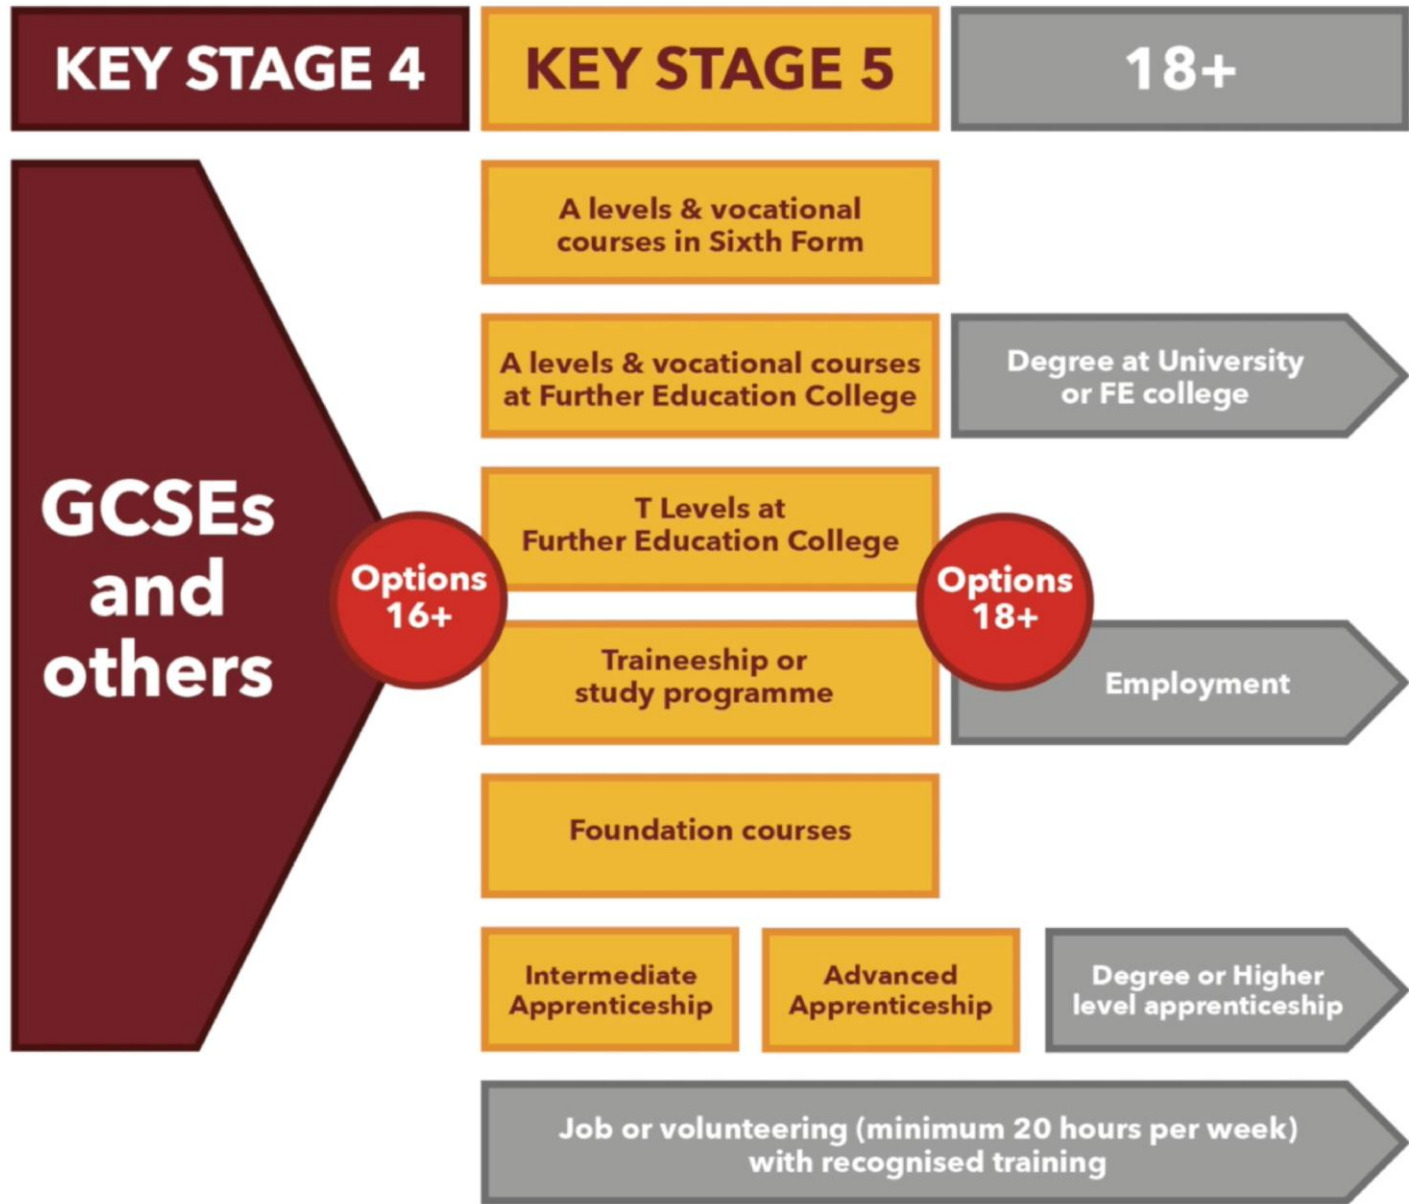 KEY STAGE 4
KEY STAGE 5
18+
GCSEs
and
others
Options
16+
A levels & vocational
courses in Sixth Form
A levels & vocational courses
at Further Education College
T Levels at
Further Education College
Traineeship or
study programme
Foundation courses
Intermediate
Apprenticeship
Advanced
Apprenticeship
Options
18+
Degree at University
or FE college
Employment
Degree or Higher
level apprenticeship
Job or volunteering (minimum 20 hours per week)
with recognised training